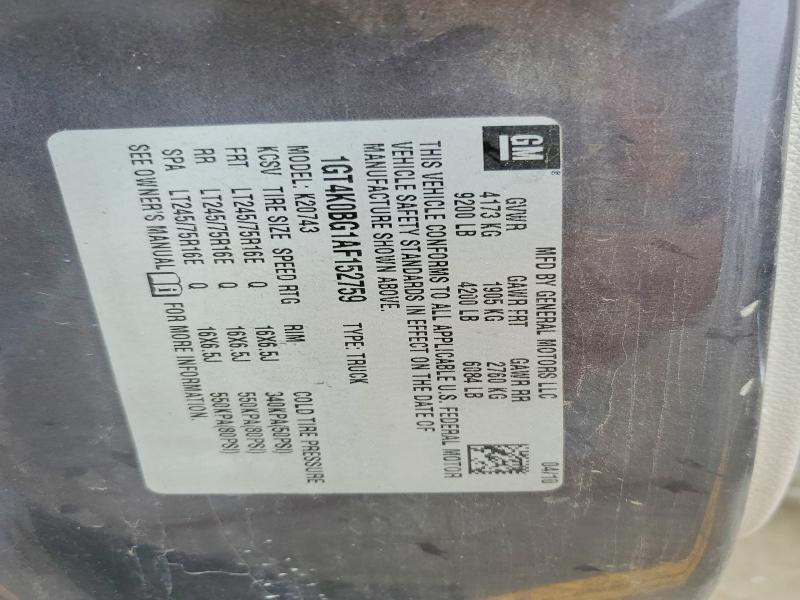 GM ®
MFD BY GENERAL MOTORS LLC 04/10
GVWR GAWR FRT GAWR RR
4173 KG 1905 KG 2760 KG
9200 LB 4200 LB 6084 LB
THIS VEHICLE CONFORMS TO ALL APPLICABLE U.S. FEDERAL MOTOR
VEHICLE SAFETY STANDARDS IN EFFECT ON THE DATE OF
MANUFACTURE SHOWN ABOVE.
1GT4K0BG1AF152759 TYPE: TRUCK
MODEL: K20743
KCSV TIRE SIZE SPEED RTG RIM COLD TIRE PRESSURE
FRT LT245/75R16E Q 16X6.5J 340KPA(50PSI)
RR LT245/75R16E Q 16X6.5J 550KPA(80PSI)
SPA LT245/75R16E Q 16X6.5J 550KPA(80PSI)
SEE OWNER'S MANUAL FOR MORE INFORMATION.